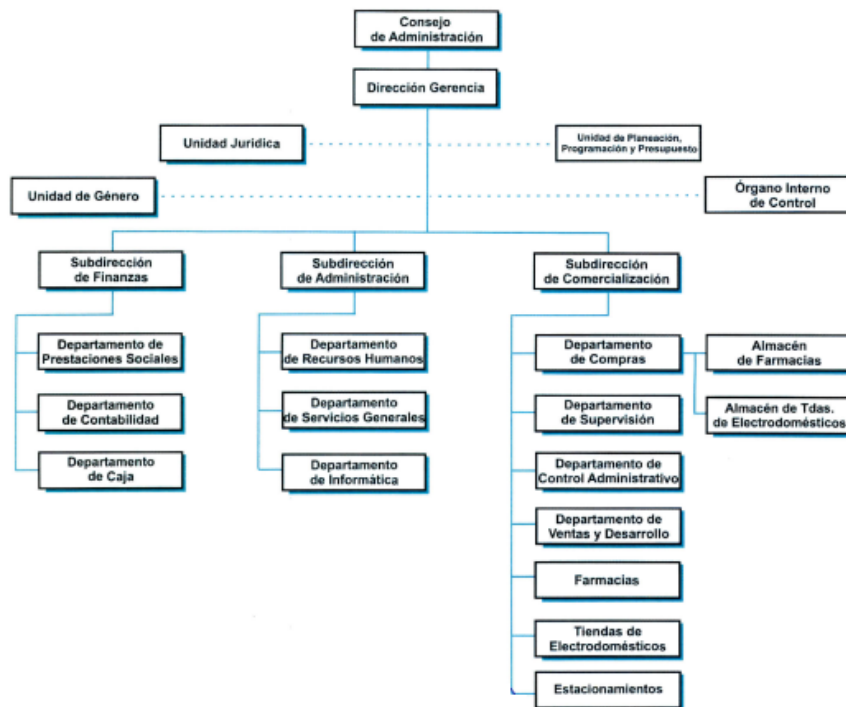 Consejo
de Administración
Dirección Gerencia
Unidad Jurídica
Unidad de Planeación,
Programación y Presupuesto
Unidad de Género
Órgano Interno
de Control
Subdirección
de Finanzas
Subdirección
de Administración
Subdirección
de Comercialización
Departamento de
Prestaciones Sociales
Departamento
de Contabilidad
Departamento
de Caja
Departamento
de Recursos Humanos
Departamento
de Servicios Generales
Departamento
de Informática
Departamento
de Compras
Almacén
de Farmacias
Almacén de Tdas.
de Electrodomésticos
Departamento
de Supervisión
Departamento de
Control Administrativo
Departamento de
Ventas y Desarrollo
Farmacias
Tiendas de
Electrodomésticos
Estacionamientos